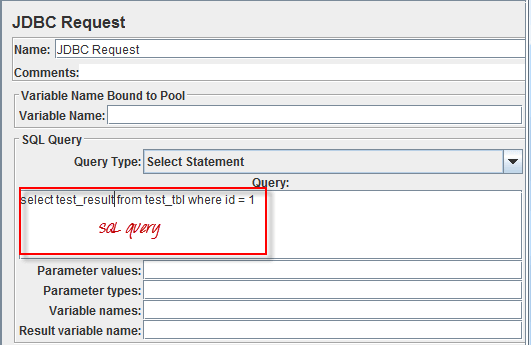 JDBC Request
Name: JDBC Request
Comments:
Variable Name Bound to Pool
Variable Name:
SQL Query
Query Type: Select Statement
Query:
select test_result from test_tbl where id = 1
SQL query
Parameter values:
Parameter types:
Variable names:
Result variable name: